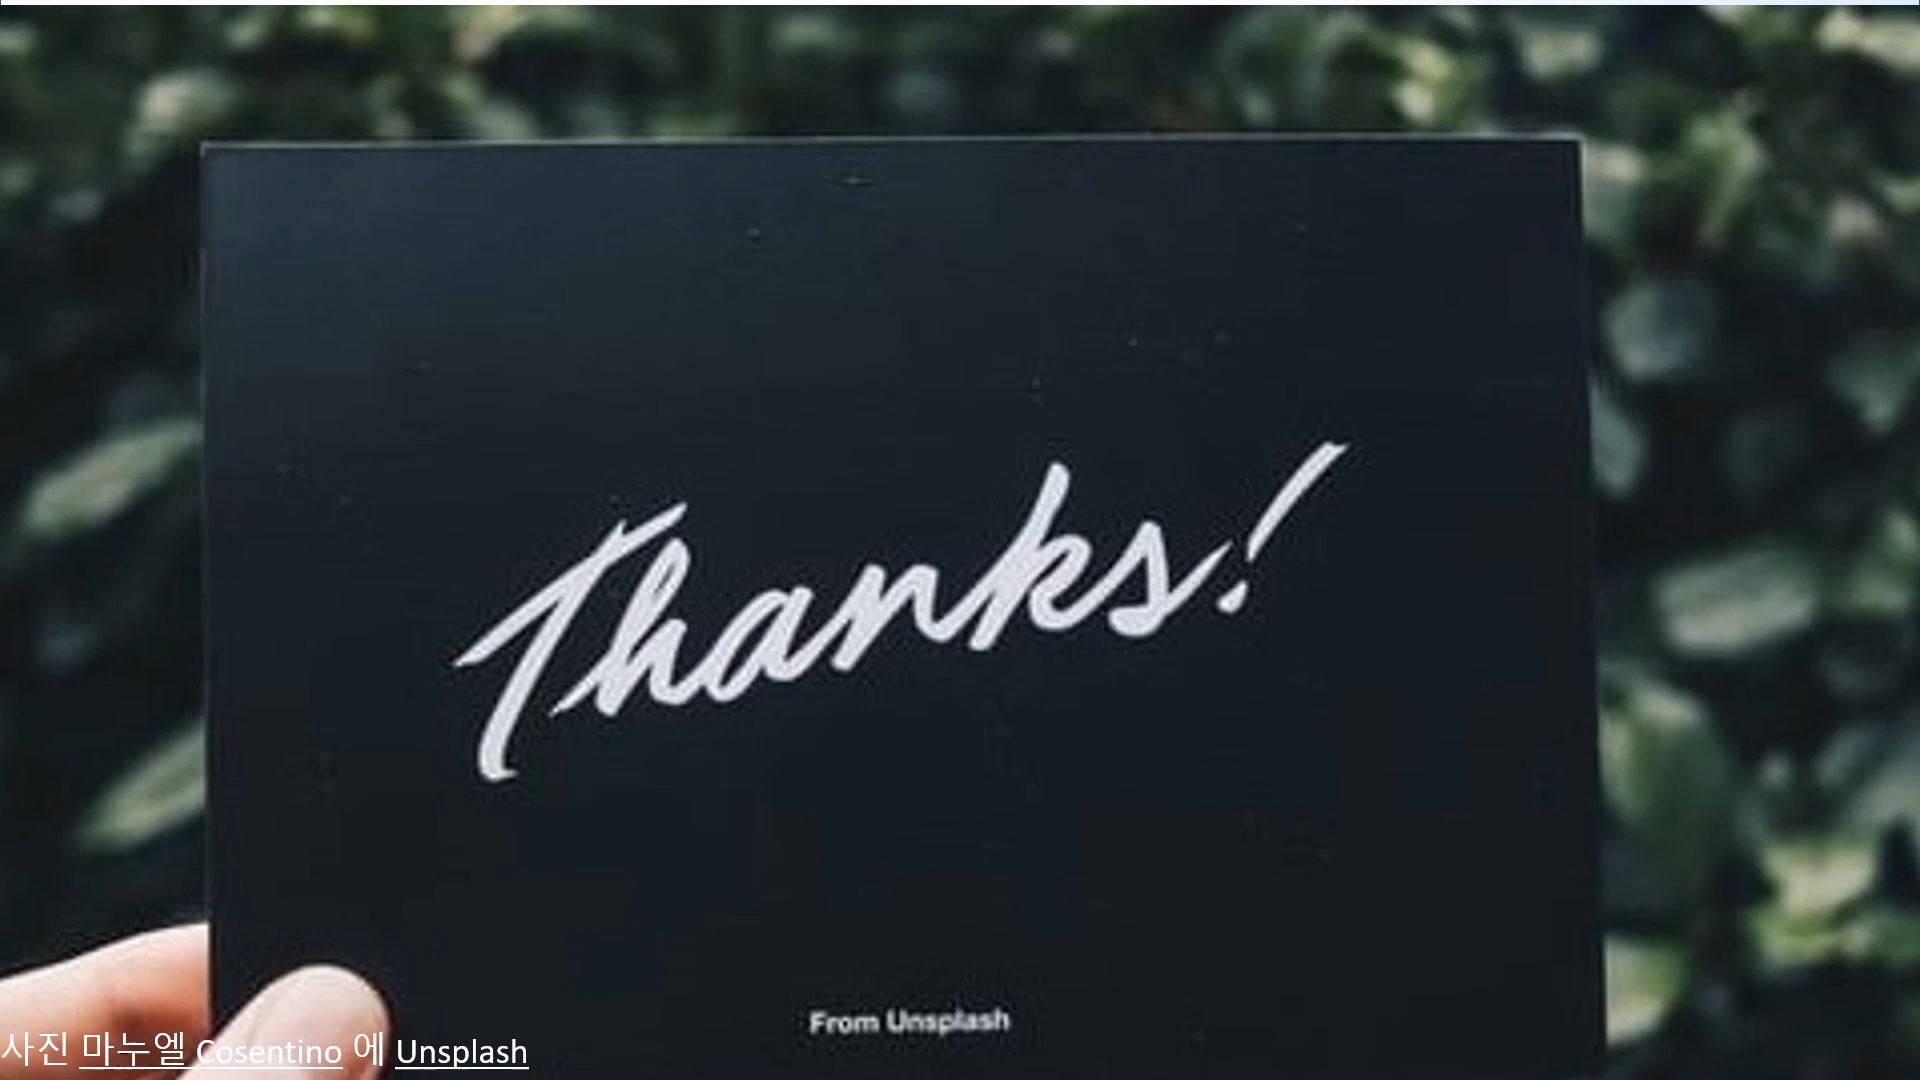 Thanks!
From Unsplash
사진 마누엘 Cosentino 에 Unsplash